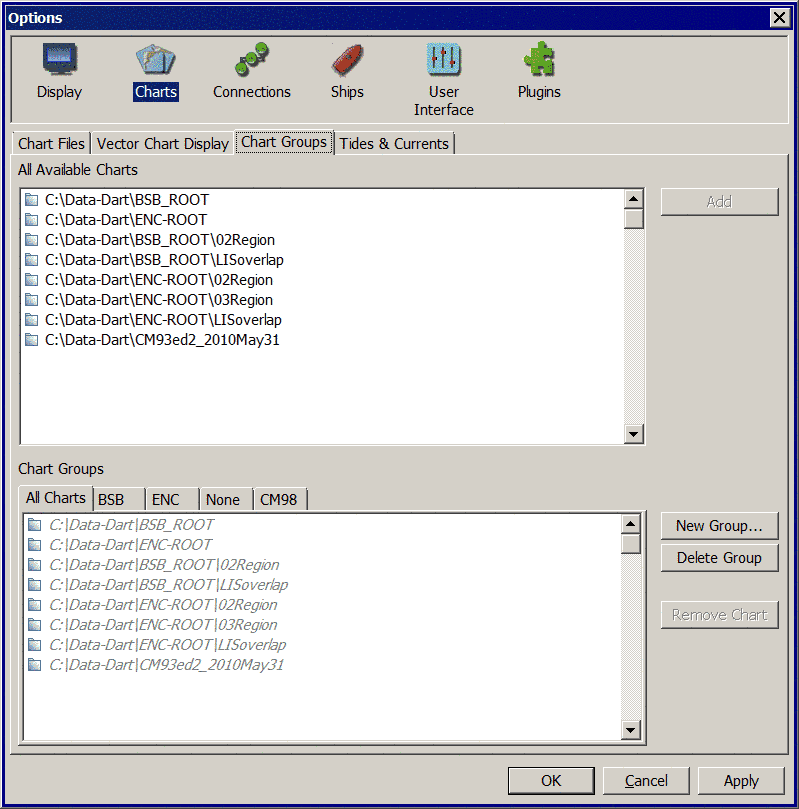 Options
Display Charts Connections Ships User Interface Plugins
Chart Files Vector Chart Display Chart Groups Tides & Currents
All Available Charts
C:\Data-Dart\BSB_ROOT
Add
C:\Data-Dart\ENC-ROOT
C:\Data-Dart\BSB_ROOT\02Region
C:\Data-Dart\BSB_ROOT\LISoverlap
C:\Data-Dart\ENC-ROOT\02Region
C:\Data-Dart\ENC-ROOT\03Region
C:\Data-Dart\ENC-ROOT\LISoverlap
C:\Data-Dart\CM93ed2_2010May31
Chart Groups
All Charts BSB ENC None CM98
C:\Data-Dart\BSB_ROOT
New Group...
C:\Data-Dart\ENC-ROOT
Delete Group
C:\Data-Dart\BSB_ROOT\02Region
C:\Data-Dart\BSB_ROOT\LISoverlap
C:\Data-Dart\ENC-ROOT\02Region
Remove Chart
C:\Data-Dart\ENC-ROOT\03Region
C:\Data-Dart\ENC-ROOT\LISoverlap
C:\Data-Dart\CM93ed2_2010May31
OK Cancel Apply